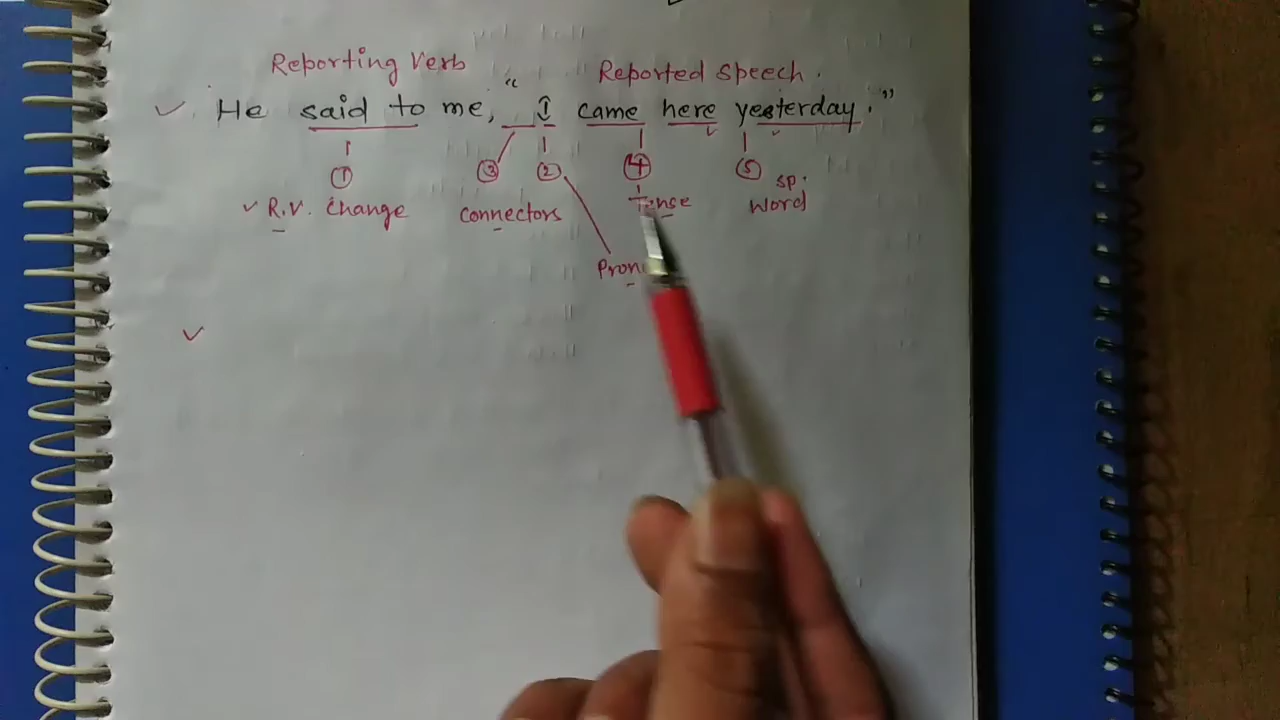 Reporting Verb Reported Speech.
✓ He said to me, "I came here yesterday."
① ③ ② ④ ⑤
✓ R.V. Change connectors Tense sp. Word
✓